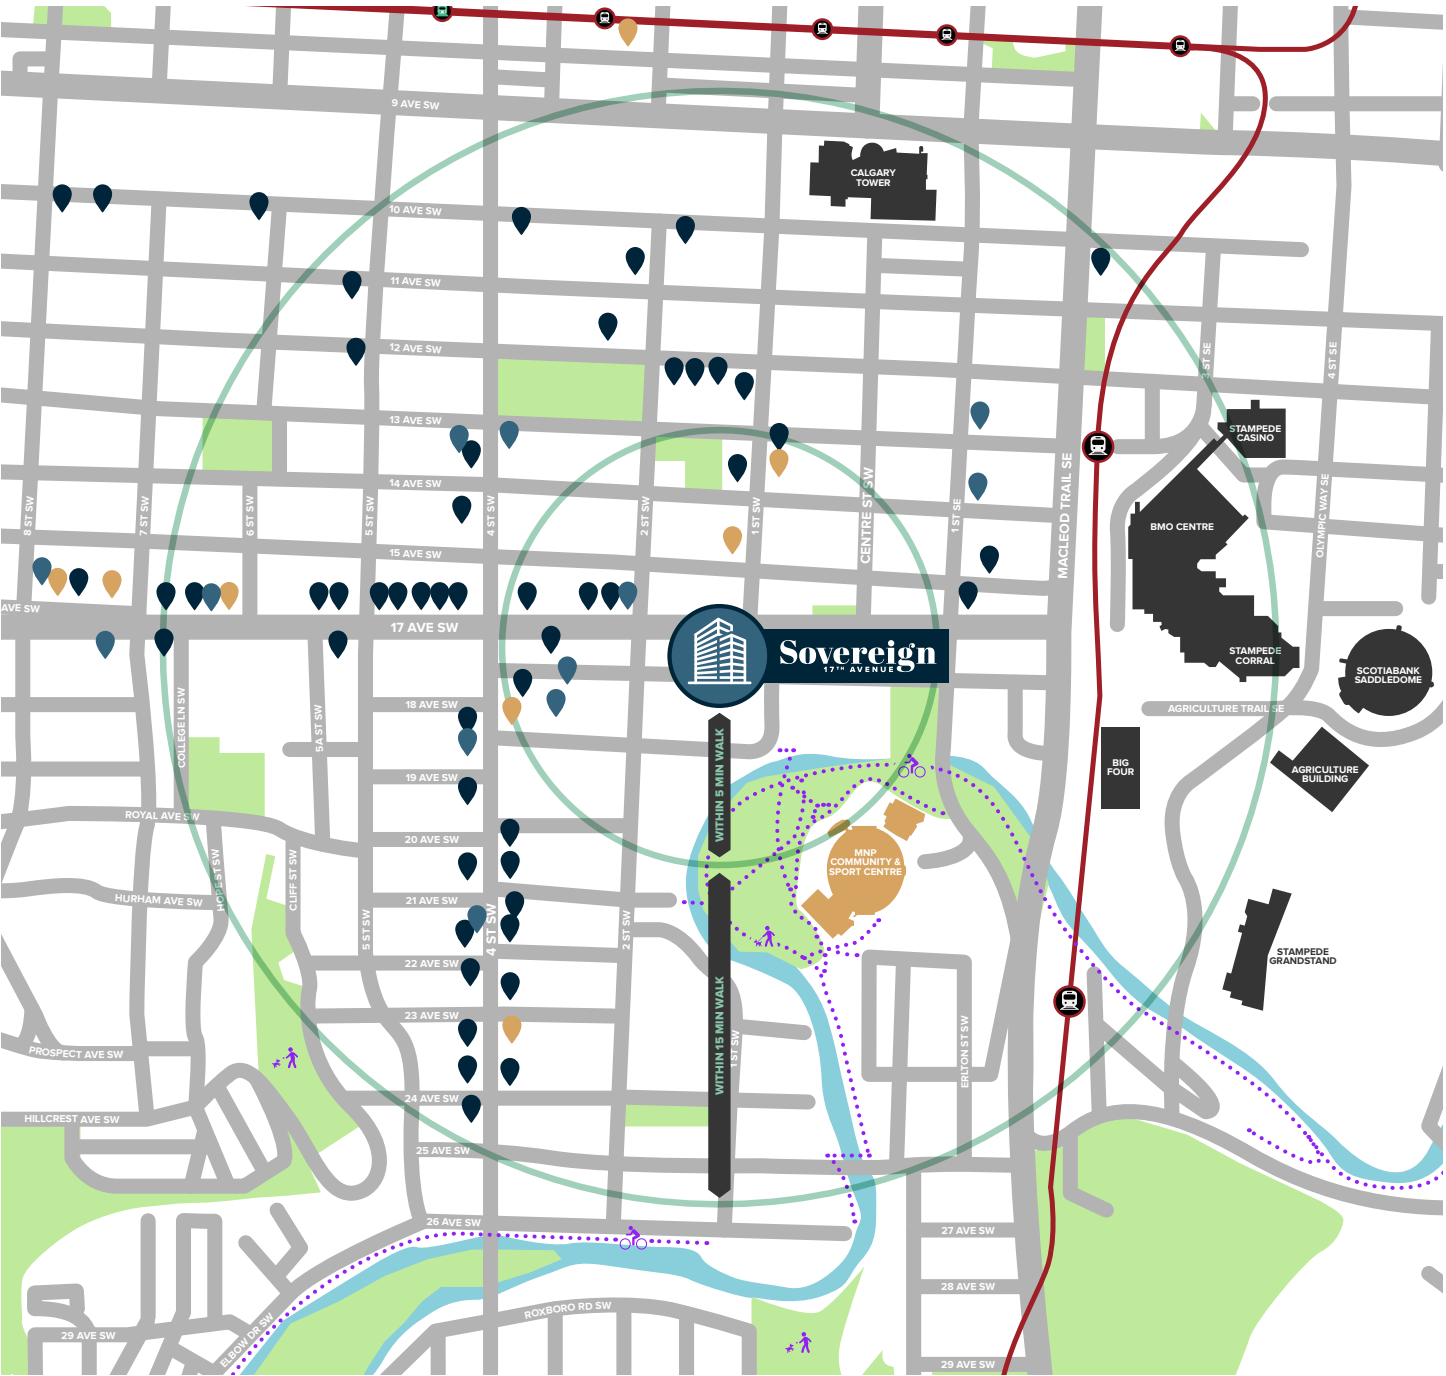 9 AVE SW
CALGARY
TOWER
10 AVE SW
11 AVE SW
12 AVE SW
3 ST SE
4 ST SE
13 AVE SW
STAMPEDE
CASINO
14 AVE SW
8 ST SW
7 ST SW
6 ST SW
5 ST SW
4 ST SW
2 ST SW
1 ST SW
CENTRE ST SW
1 ST SE
MACLEOD TRAIL SE
OLYMPIC WAY SE
BMO CENTRE
15 AVE SW
AVE SW
17 AVE SW
Sovereign
17TH AVENUE
STAMPEDE
CORRAL
SCOTIABANK
SADDLEDOME
COLLEGE LN SW
5A ST SW
18 AVE SW
AGRICULTURE TRAIL SE
WITHIN 5 MIN WALK
BIG
FOUR
AGRICULTURE
BUILDING
19 AVE SW
ROYAL AVE SW
20 AVE SW
MNP
COMMUNITY &
SPORT CENTRE
HOPE ST SW
CLIFF ST SW
HURHAM AVE SW
21 AVE SW
5 ST SW
4 ST SW
2 ST SW
22 AVE SW
STAMPEDE
GRANDSTAND
WITHIN 15 MIN WALK
23 AVE SW
1 ST SW
ERLTON ST SW
PROSPECT AVE SW
24 AVE SW
HILLCREST AVE SW
25 AVE SW
26 AVE SW
27 AVE SW
28 AVE SW
ROXBORO RD SW
29 AVE SW
ELBOW DR SW
29 AVE SW